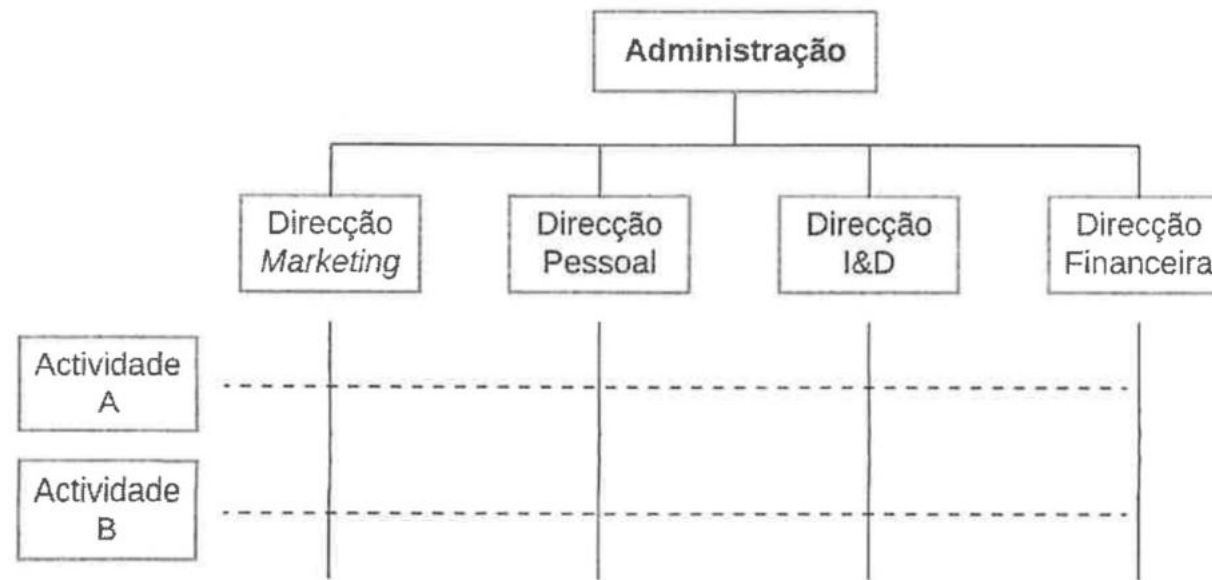 Administração
Direcção
Marketing
Direcção
Pessoal
Direcção
I&D
Direcção
Financeira
Actividade
A
Actividade
B